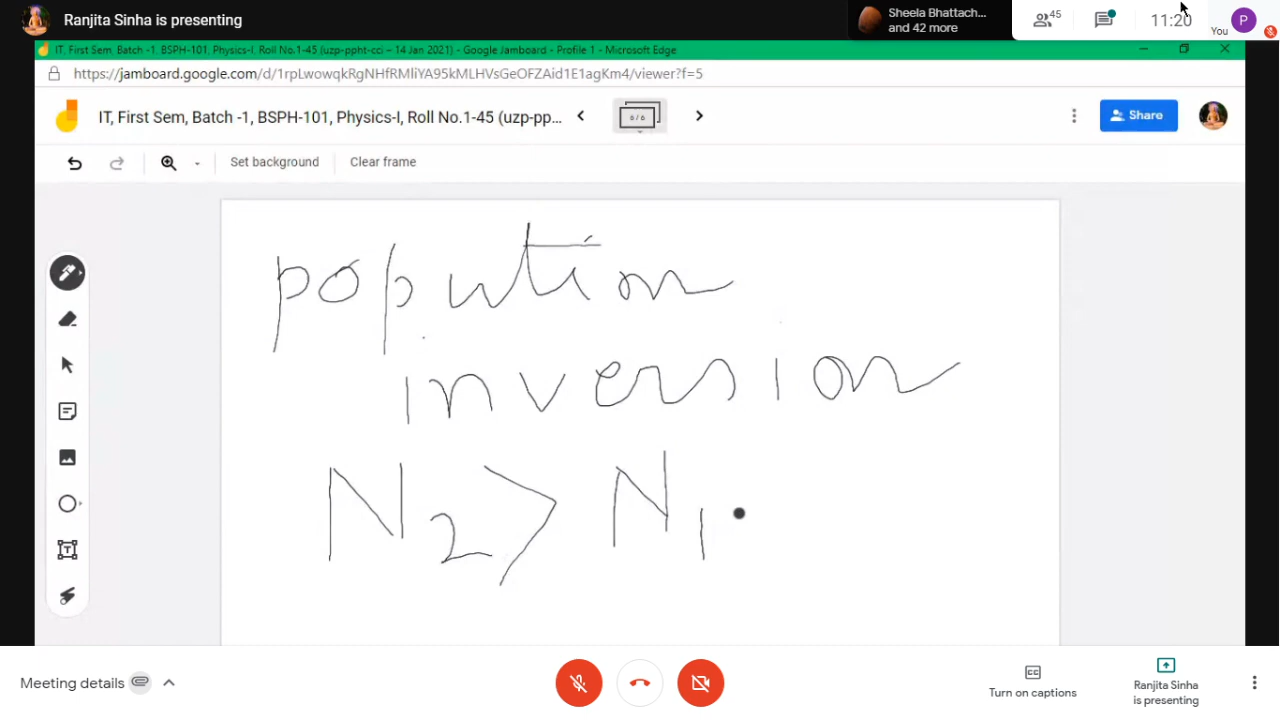 Ranjita Sinha is presenting
Sheela Bhattach...
and 42 more
45
11:20
You
P
IT, First Sem, Batch -1, BSPH-101, Physics-I, Roll No.1-45 (uzp-ppht-cci – 14 Jan 2021) - Google Jamboard - Profile 1 - Microsoft Edge
https://jamboard.google.com/d/1rpLwowqkRgNHfRMliYA95kMLHVsGeOFZAid1E1agKm4/viewer?f=5
IT, First Sem, Batch -1, BSPH-101, Physics-I, Roll No.1-45 (uzp-pp...
6 / 6
Share
Set background
Clear frame
popution
inversion
N2 > N1
Meeting details
CC
Turn on captions
Ranjita Sinha
is presenting